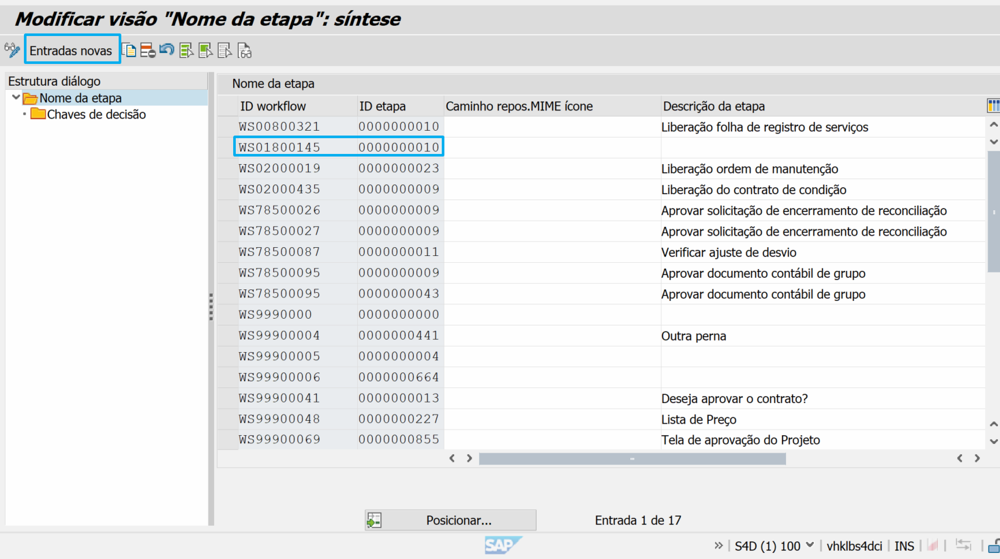 Modificar visão "Nome da etapa": síntese
Entradas novas
Estrutura diálogo
Nome da etapa
Chaves de decisão
Nome da etapa
ID workflow ID etapa Caminho repos.MIME ícone Descrição da etapa
WS00800321 0000000010 Liberação folha de registro de serviços
WS01800145 0000000010
WS02000019 0000000023 Liberação ordem de manutenção
WS02000435 0000000009 Liberação do contrato de condição
WS78500026 0000000009 Aprovar solicitação de encerramento de reconciliação
WS78500027 0000000009 Aprovar solicitação de encerramento de reconciliação
WS78500087 0000000011 Verificar ajuste de desvio
WS78500095 0000000009 Aprovar documento contábil de grupo
WS78500095 0000000043 Aprovar documento contábil de grupo
WS9990000 0000000000
WS99900004 0000000441 Outra perna
WS99900005 0000000004
WS99900006 0000000664
WS99900041 0000000013 Deseja aprovar o contrato?
WS99900048 0000000227 Lista de Preço
WS99900069 0000000855 Tela de aprovação do Projeto
Posicionar... Entrada 1 de 17
SAP
S4D (1) 100 vhklbs4dci INS